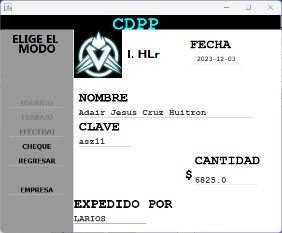 CDPP
ELIGE EL
MODO
I. HLr
FECHA
2023-12-03
NOMBRE
Adair Jesus Cruz Huitron
CLAVE
asz11
USUARIO
TRABAJO
EFECTIVO
CHEQUE
REGRESAR
EMPRESA
CANTIDAD
$ 6825.0
EXPEDIDO POR
LARIOS